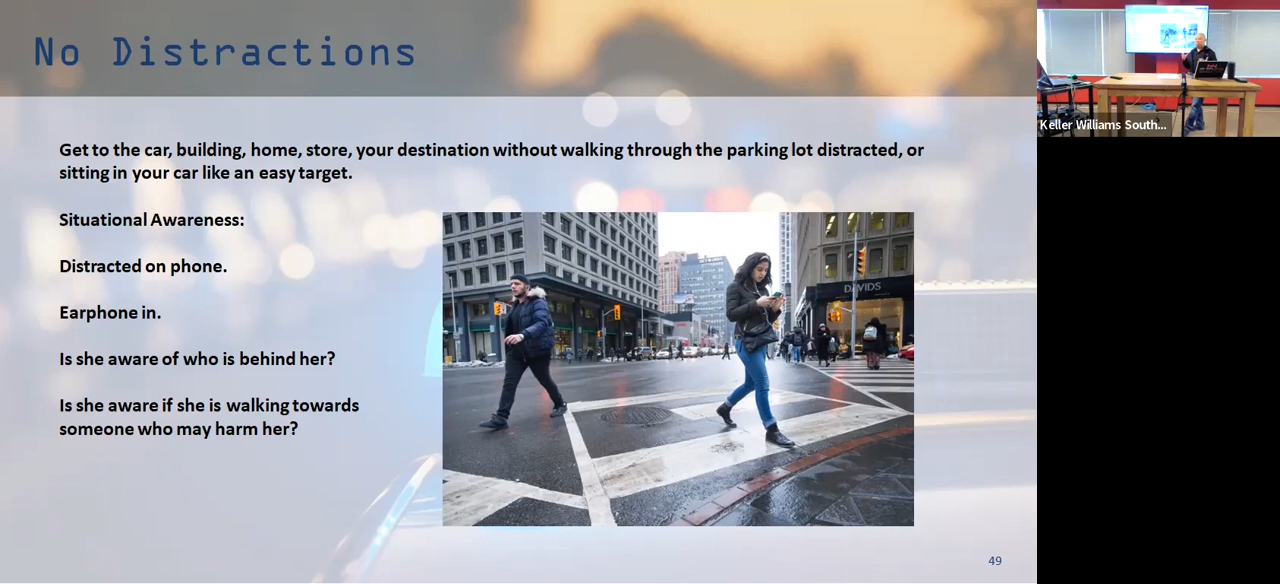 No Distractions
Get to the car, building, home, store, your destination without walking through the parking lot distracted, or
sitting in your car like an easy target.
Situational Awareness:
Distracted on phone.
Earphone in.
Is she aware of who is behind her?
Is she aware if she is walking towards
someone who may harm her?
DAVIDS
49
Keller Williams South...